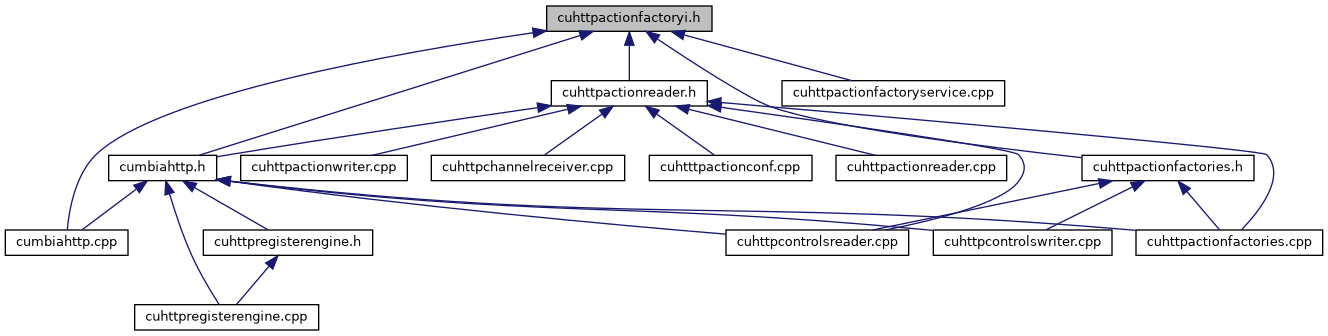 cuhttpactionfactoryi.h
cuhttpactionreader.h
cuhttpactionfactoryservice.cpp
cumbiahttp.h
cuhttpactionwriter.cpp
cuhttpchannelreceiver.cpp
cuhtttpactionconf.cpp
cuhttpactionreader.cpp
cuhttpactionfactories.h
cumbiahttp.cpp
cuhttpregisterengine.h
cuhttpcontrolsreader.cpp
cuhttpcontrolswriter.cpp
cuhttpactionfactories.cpp
cuhttpregisterengine.cpp